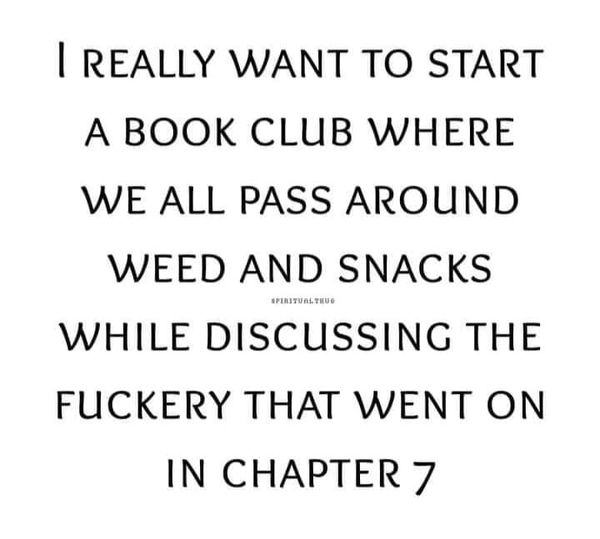 I REALLY WANT TO START
A BOOK CLUB WHERE
WE ALL PASS AROUND
WEED AND SNACKS
SPIRITUALTHUG
WHILE DISCUSSING THE
FUCKERY THAT WENT ON
IN CHAPTER 7